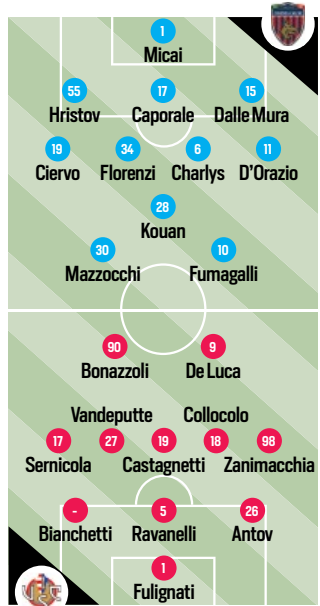 1
Micai
55 17 15
Hristov Caporale Dalle Mura
19 34 6 11
Ciervo Florenzi Charlys D'Orazio
28
Kouan
30 10
Mazzocchi Fumagalli
90 9
Bonazzoli De Luca
Vandeputte Collocolo
17 27 19 18 98
Sernicola Castagnetti Zanimacchia
- 5 26
Bianchetti Ravanelli Antov
1
Fulignati